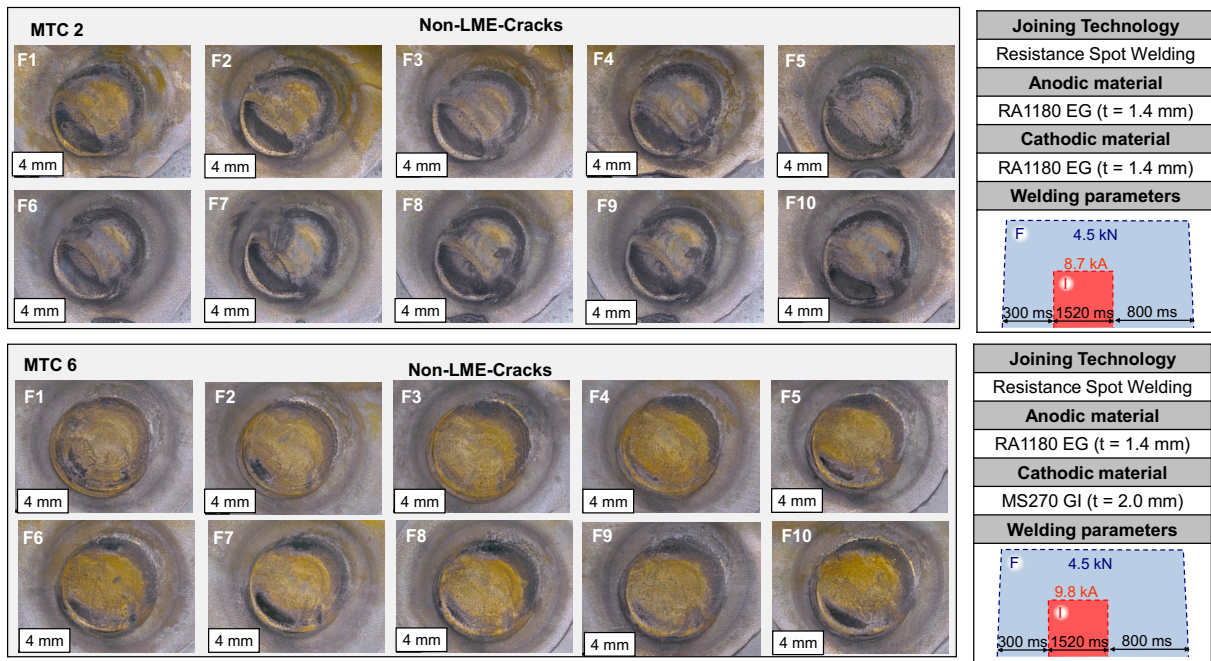 MTC 2
Non-LME-Cracks
F1
F2
F3
F4
F5
4 mm
4 mm
4 mm
4 mm
4 mm
F6
F7
F8
F9
F10
4 mm
4 mm
4 mm
4 mm
4 mm
Joining Technology
Resistance Spot Welding
Anodic material
RA1180 EG (t = 1.4 mm)
Cathodic material
RA1180 EG (t = 1.4 mm)
Welding parameters
F
4.5 kN
8.7 kA
I
300 ms 1520 ms 800 ms
MTC 6
Non-LME-Cracks
F1
F2
F3
F4
F5
4 mm
4 mm
4 mm
4 mm
4 mm
F6
F7
F8
F9
F10
4 mm
4 mm
4 mm
4 mm
4 mm
Joining Technology
Resistance Spot Welding
Anodic material
RA1180 EG (t = 1.4 mm)
Cathodic material
MS270 GI (t = 2.0 mm)
Welding parameters
F
4.5 kN
9.8 kA
I
300 ms 1520 ms 800 ms